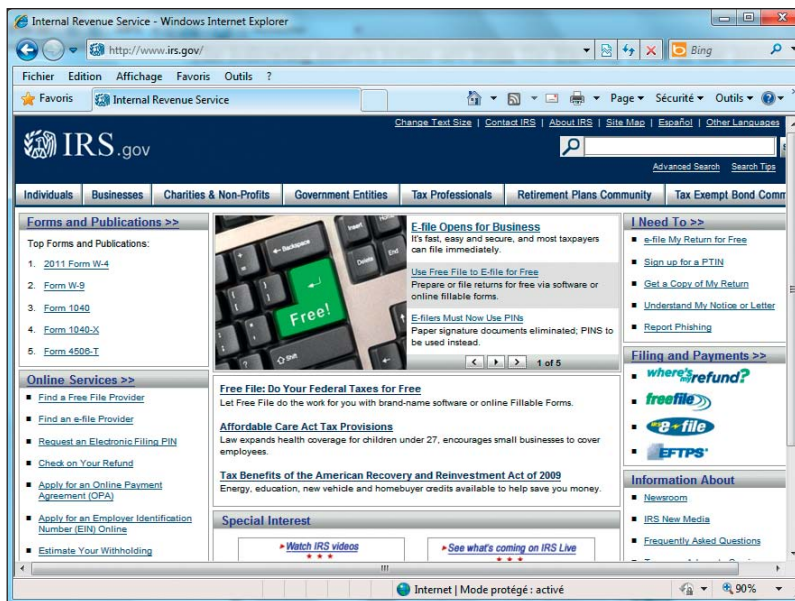 Internal Revenue Service - Windows Internet Explorer
http://www.irs.gov/
Bing
Fichier Edition Affichage Favoris Outils ?
Favoris
Internal Revenue Service
Page Sécurité Outils
Change Text Size | Contact IRS | About IRS | Site Map | Español | Other Languages
IRS.gov
Advanced Search Search Tips
Individuals Businesses Charities & Non-Profits Government Entities Tax Professionals Retirement Plans Community Tax Exempt Bond Comm
Forms and Publications >>
Top Forms and Publications:
1. 2011 Form W-4
2. Form W-9
3. Form 1040
4. Form 1040-X
5. Form 4506-T
Online Services >>
Find a Free File Provider
Find an e-file Provider
Request an Electronic Filing PIN
Check on Your Refund
Apply for an Online Payment
Agreement (OPA)
Apply for an Employer Identification
Number (EIN) Online
Estimate Your Withholding
Backspace
Insert
Home
Delete
End
Shift
Free!
E-file Opens for Business
It's fast, easy and secure, and most taxpayers
can file immediately.
Use Free File to E-file for Free
Prepare or file returns for free via software or
online fillable forms.
E-filers Must Now Use PINs
Paper signature documents eliminated; PINS to
be used instead.
1 of 5
Free File: Do Your Federal Taxes for Free
Let Free File do the work for you with brand-name software or online Fillable Forms.
Affordable Care Act Tax Provisions
Law expands health coverage for children under 27, encourages small businesses to cover
employees.
Tax Benefits of the American Recovery and Reinvestment Act of 2009
Energy, education, new vehicle and homebuyer credits available to help save you money.
Special Interest
Watch IRS videos
See what's coming on IRS Live
I Need To >>
e-file My Return for Free
Sign up for a PTIN
Get a Copy of My Return
Understand My Notice or Letter
Report Phishing
Filing and Payments >>
where's my refund?
freefile
IRS e-file
EFTPS
Information About
Newsroom
IRS New Media
Frequently Asked Questions
Internet | Mode protégé : activé
90%